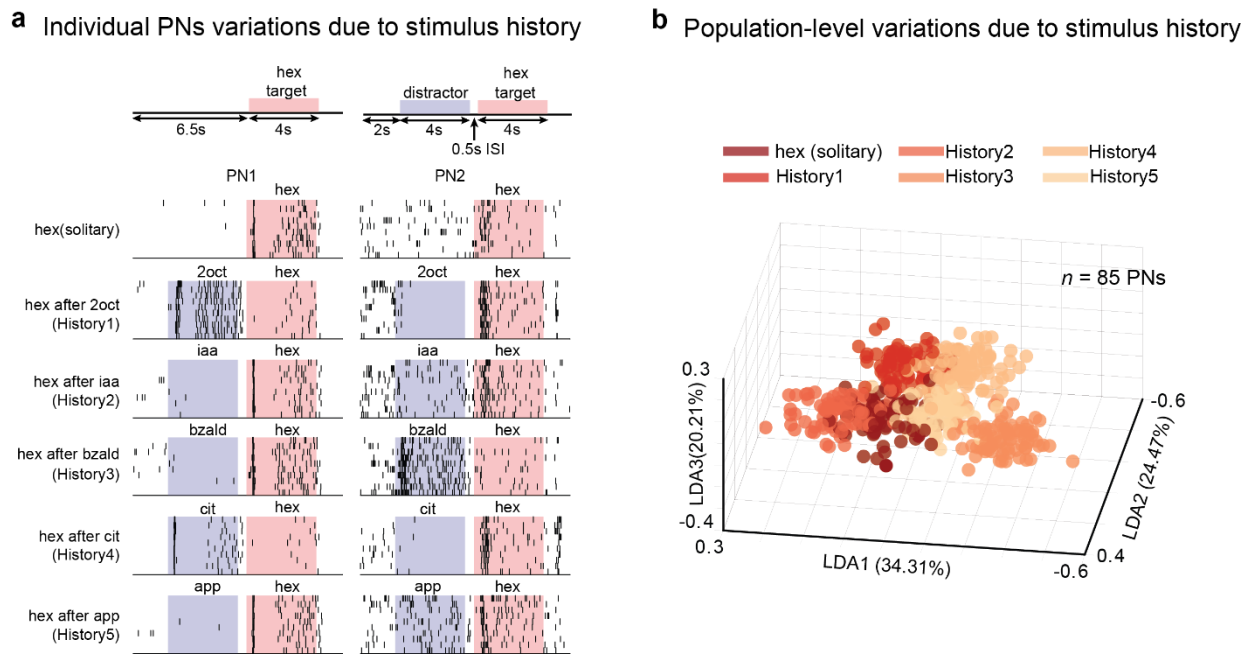 a Individual PNs variations due to stimulus history
hex
target
6.5s
4s
distractor
hex
target
2s
4s
4s
0.5s ISI
PN1
PN2
hex
hex
hex(solitary)
2oct
hex
2oct
hex
hex after 2oct
(History1)
iaa
hex
iaa
hex
hex after iaa
(History2)
bzald
hex
bzald
hex
hex after bzald
(History3)
cit
hex
cit
hex
hex after cit
(History4)
app
hex
app
hex
hex after app
(History5)
b Population-level variations due to stimulus history
hex (solitary)
History2
History4
History1
History3
History5
n = 85 PNs
0.3
LDA3(20.21%)
-0.4
0.3
LDA1 (34.31%)
-0.6
0.4
LDA2 (24.47%)
-0.6